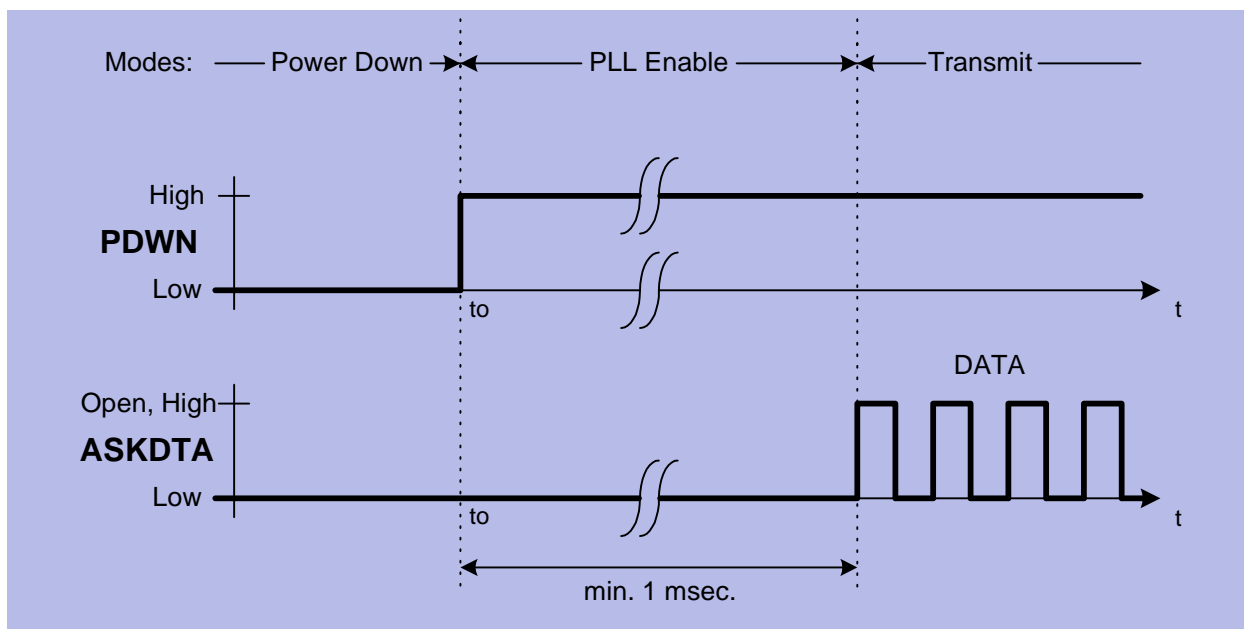 Modes: Power Down PLL Enable Transmit
High
PDWN
Low
to
t
DATA
Open, High
ASKDTA
Low
to
t
min. 1 msec.